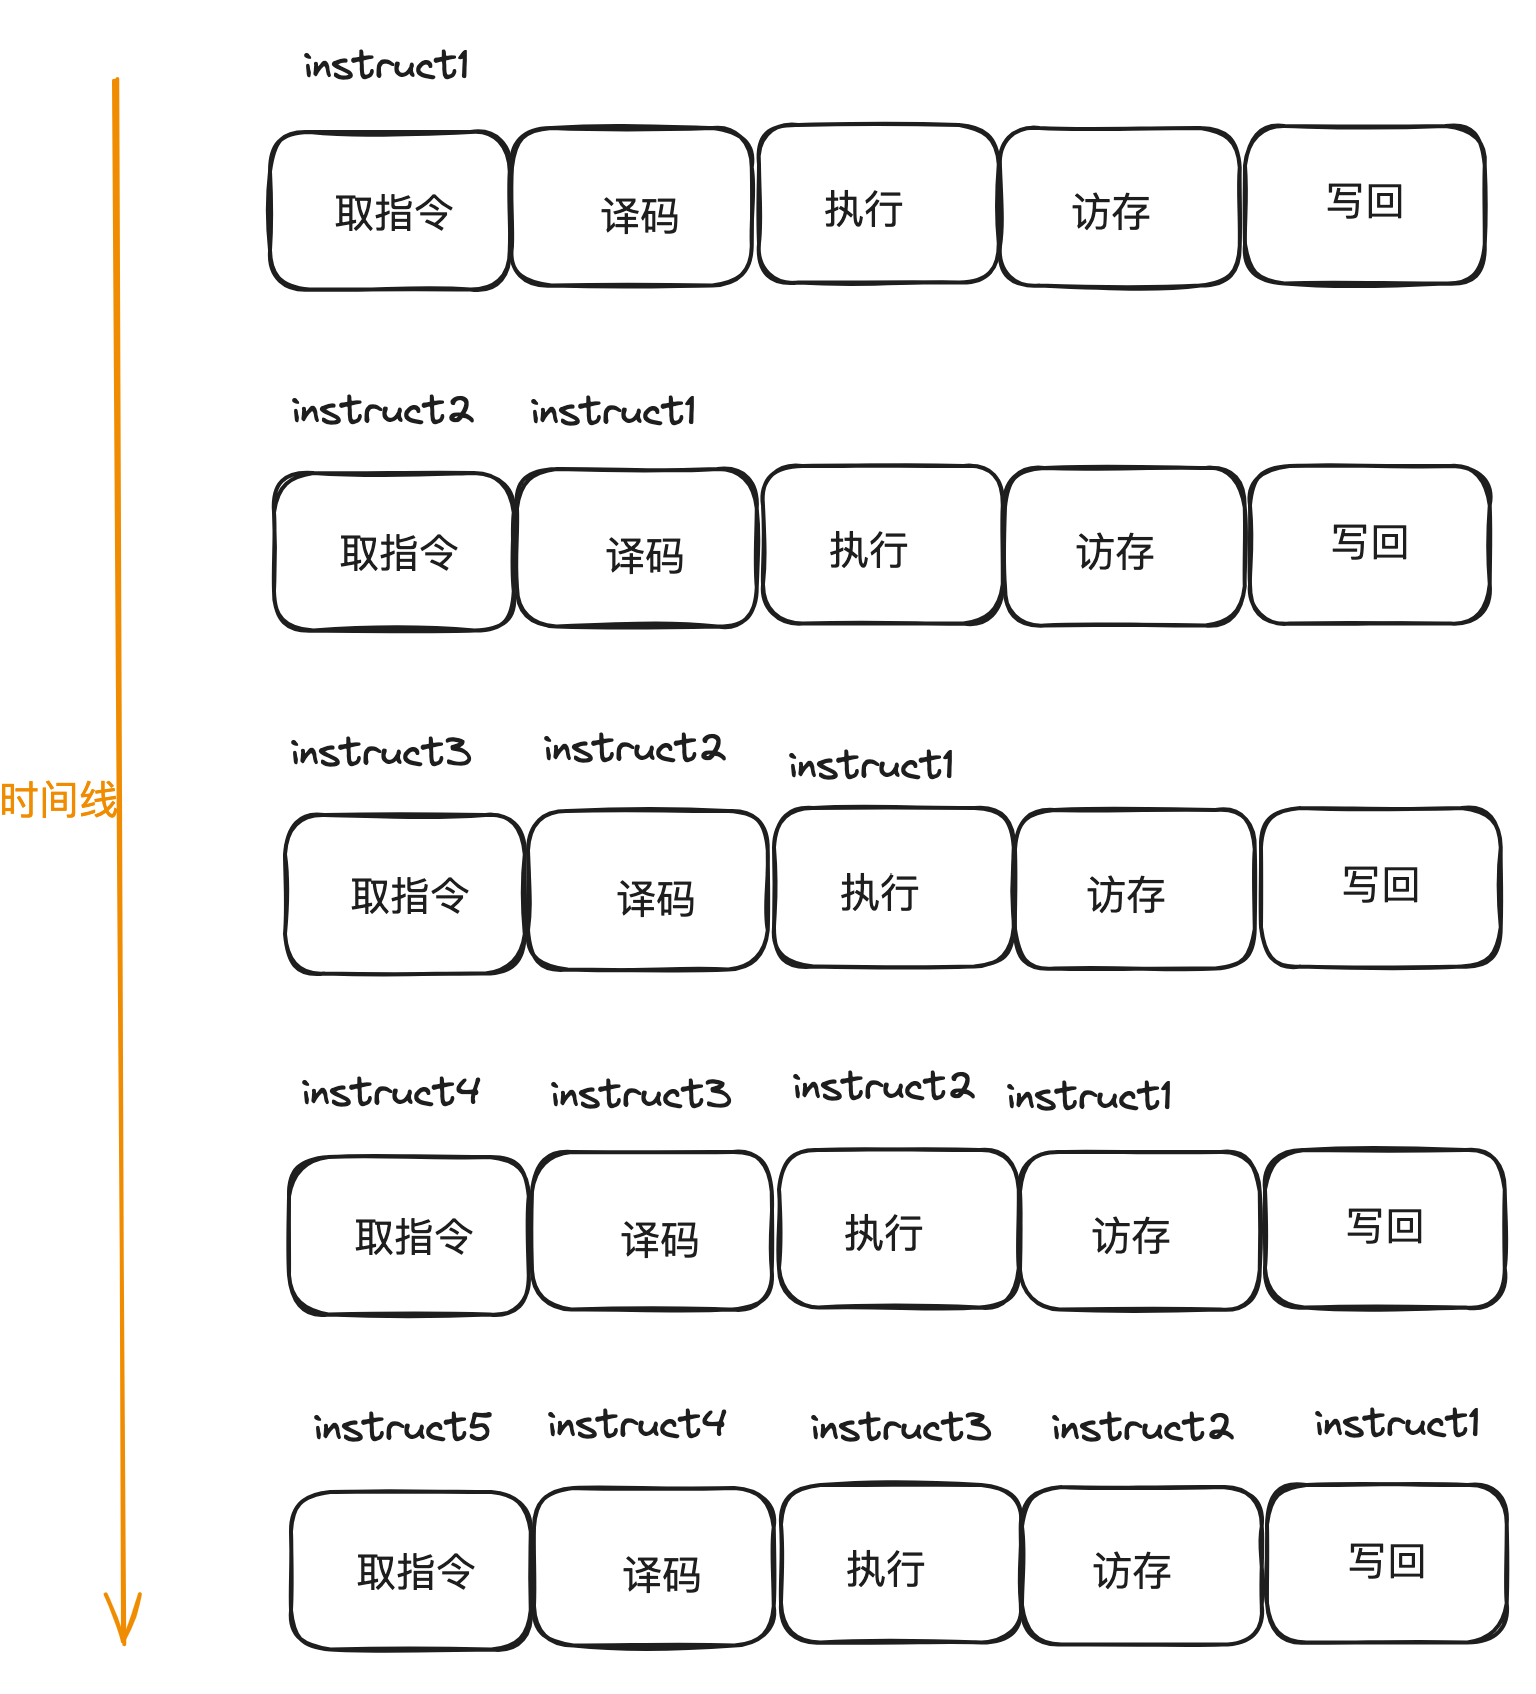 instruct1
取指令 译码 执行 访存 写回
instruct2 instruct1
取指令 译码 执行 访存 写回
instruct3 instruct2 instruct1
时间线
取指令 译码 执行 访存 写回
instruct4 instruct3 instruct2 instruct1
取指令 译码 执行 访存 写回
instruct5 instruct4 instruct3 instruct2 instruct1
取指令 译码 执行 访存 写回